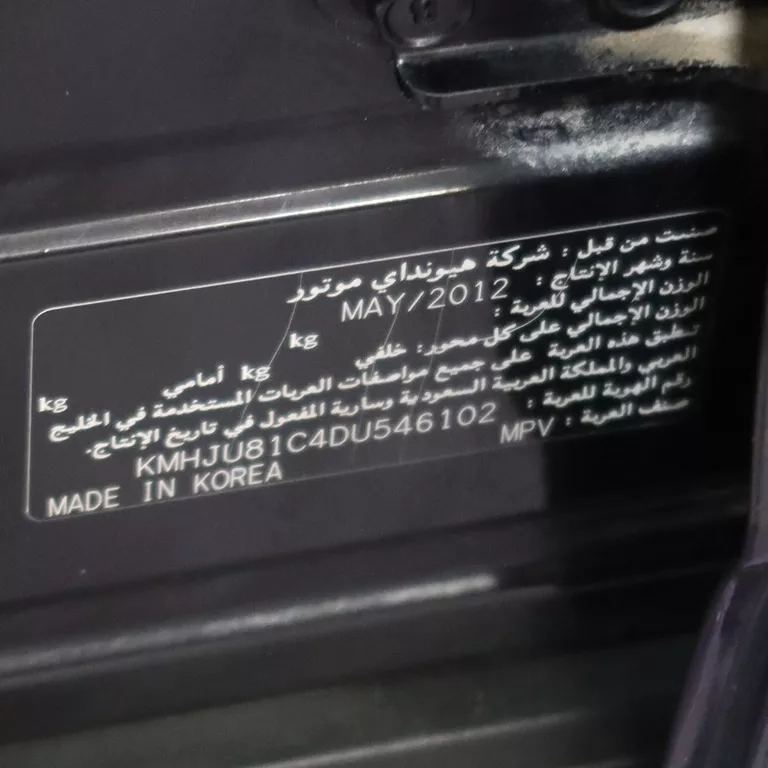 صنعت من قبل : شركة هيونداي موتور
سنة وشهر الإنتاج : MAY/2012
الوزن الإجمالي للعربة : kg
الوزن الإجمالي على كل محور: خلفي kg أمامي kg
تطبق هذه العربة على جميع مواصفات العربات المستخدمة في الخليج
العربي والمملكة العربية السعودية وسارية المفعول في تاريخ الإنتاج.
رقم الهوية للعربة : KMHJU81C4DU546102
صنف العربة : MPV MADE IN KOREA